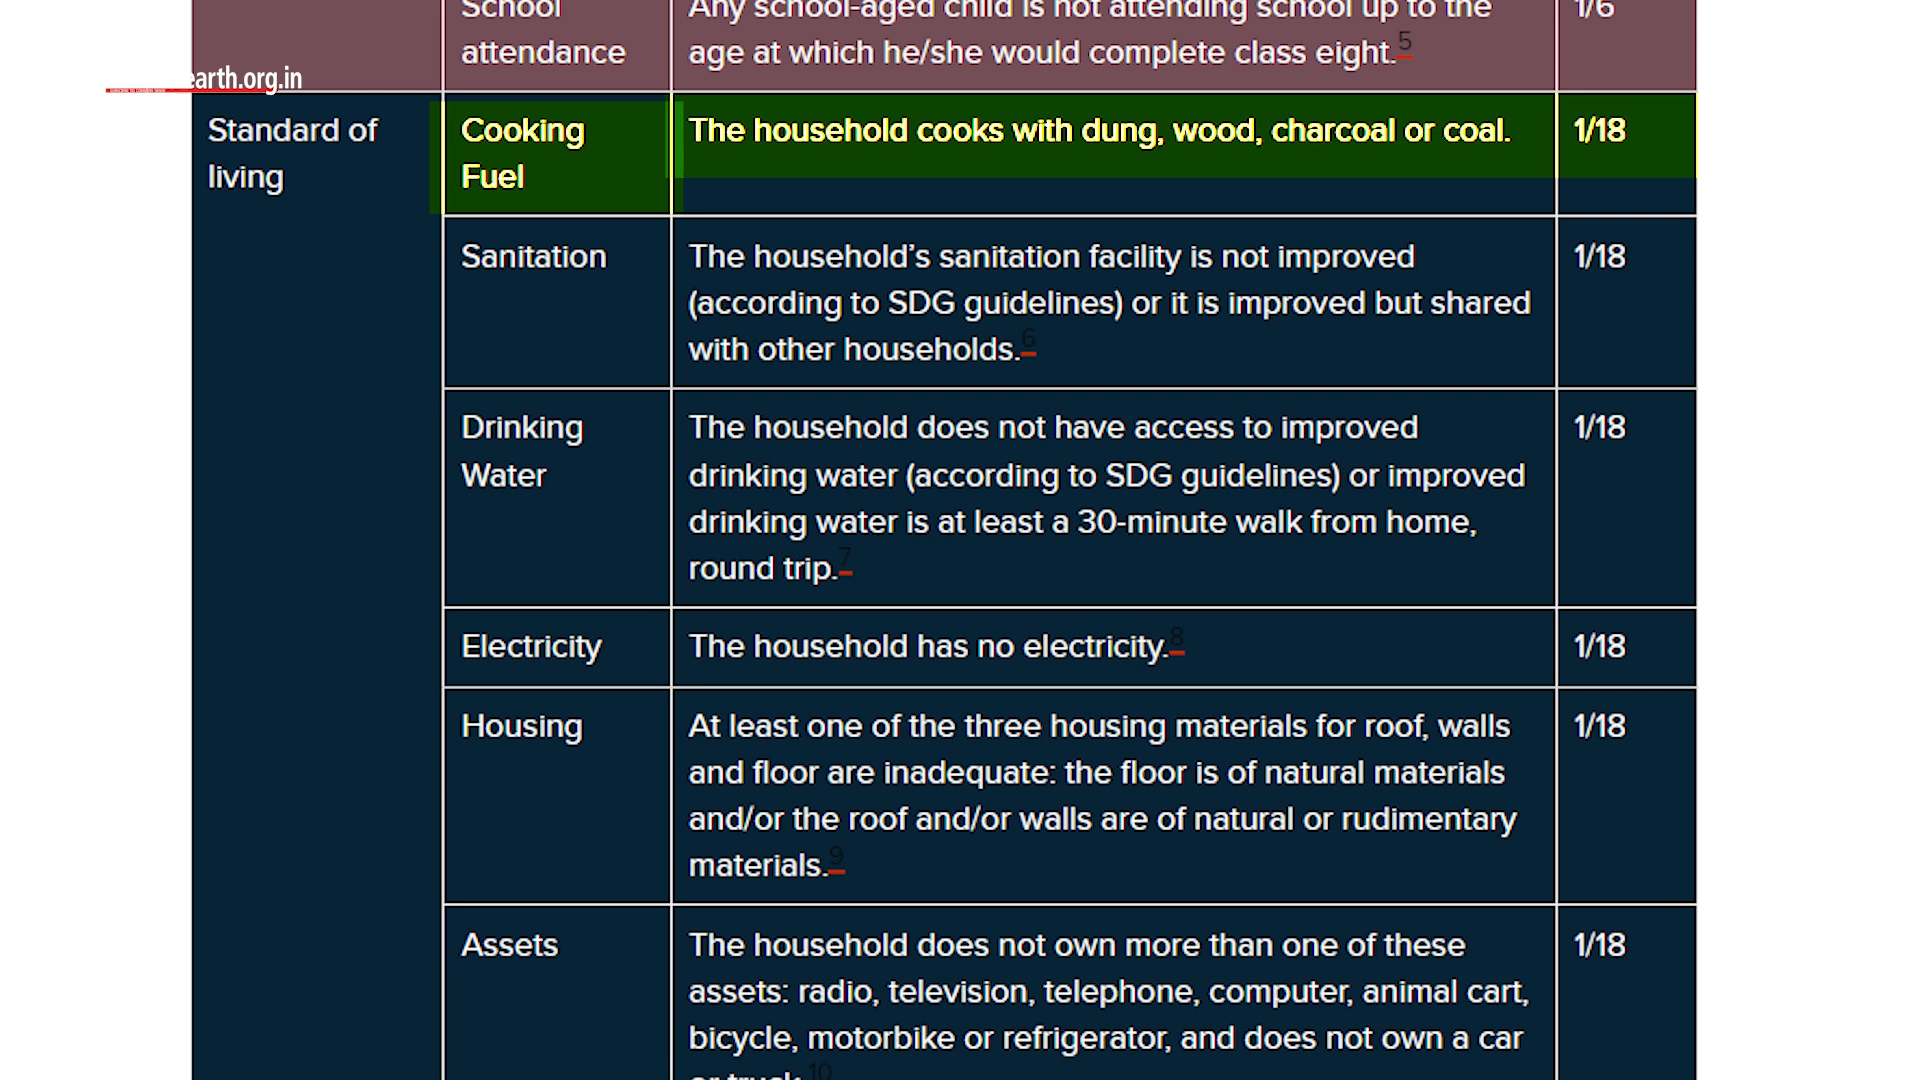 School
Any school-aged child is not attending school up to the
1/6
attendance
age at which he/she would complete class eight.5
earth.org.in
Standard of
living
Cooking
Fuel
The household cooks with dung, wood, charcoal or coal.
1/18
Sanitation
The household’s sanitation facility is not improved
(according to SDG guidelines) or it is improved but shared
with other households.6
1/18
Drinking
Water
The household does not have access to improved
drinking water (according to SDG guidelines) or improved
drinking water is at least a 30-minute walk from home,
round trip.7
1/18
Electricity
The household has no electricity.8
1/18
Housing
At least one of the three housing materials for roof, walls
and floor are inadequate: the floor is of natural materials
and/or the roof and/or walls are of natural or rudimentary
materials.9
1/18
Assets
The household does not own more than one of these
assets: radio, television, telephone, computer, animal cart,
bicycle, motorbike or refrigerator, and does not own a car
or truck.10
1/18